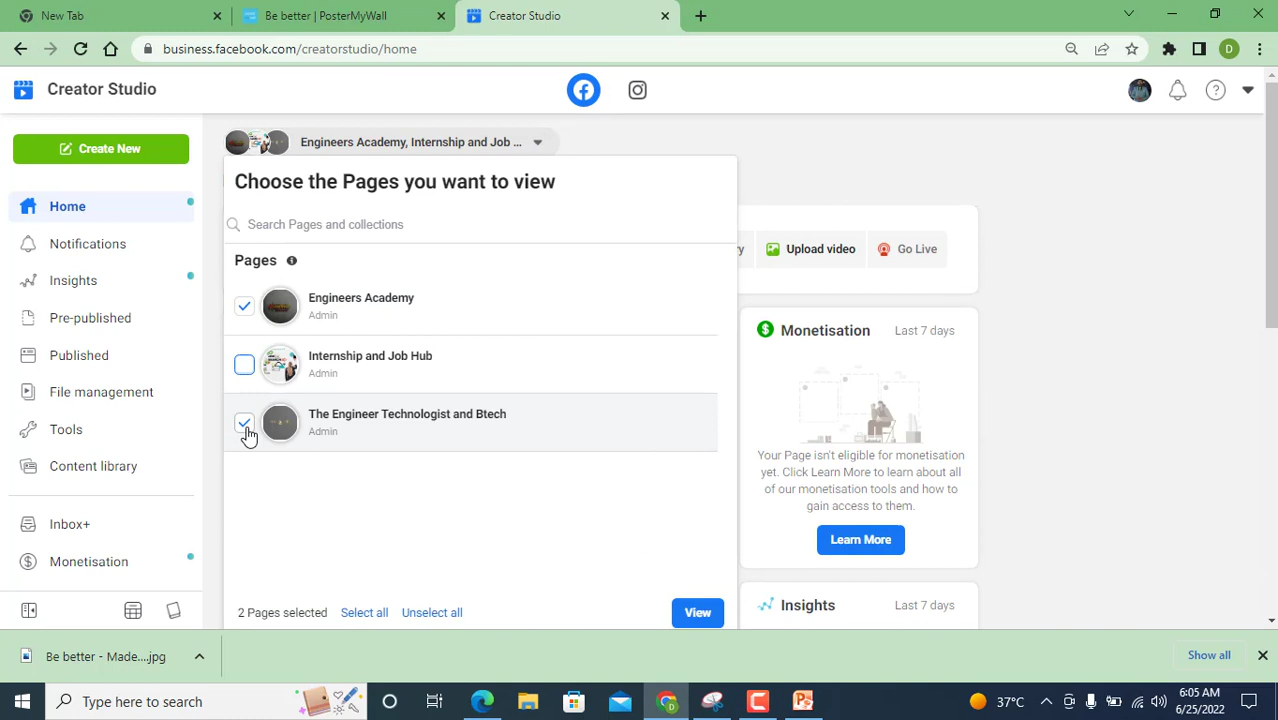 New Tab
Be better | PosterMyWall
Creator Studio
business.facebook.com/creatorstudio/home
D
Creator Studio
Create New
Engineers Academy, Internship and Job ...
Home
Notifications
Insights
Pre-published
Published
File management
Tools
Content library
Inbox+
Monetisation
Choose the Pages you want to view
Search Pages and collections
Pages
Engineers Academy
Admin
Internship and Job Hub
Admin
The Engineer Technologist and Btech
Admin
2 Pages selected
Select all
Unselect all
View
ry
Upload video
Go Live
Monetisation
Last 7 days
Your Page isn't eligible for monetisation
yet. Click Learn More to learn about all
of our monetisation tools and how to
gain access to them.
Learn More
Insights
Last 7 days
Be better - Made....jpg
Show all
Type here to search
37°C
6:05 AM
6/25/2022